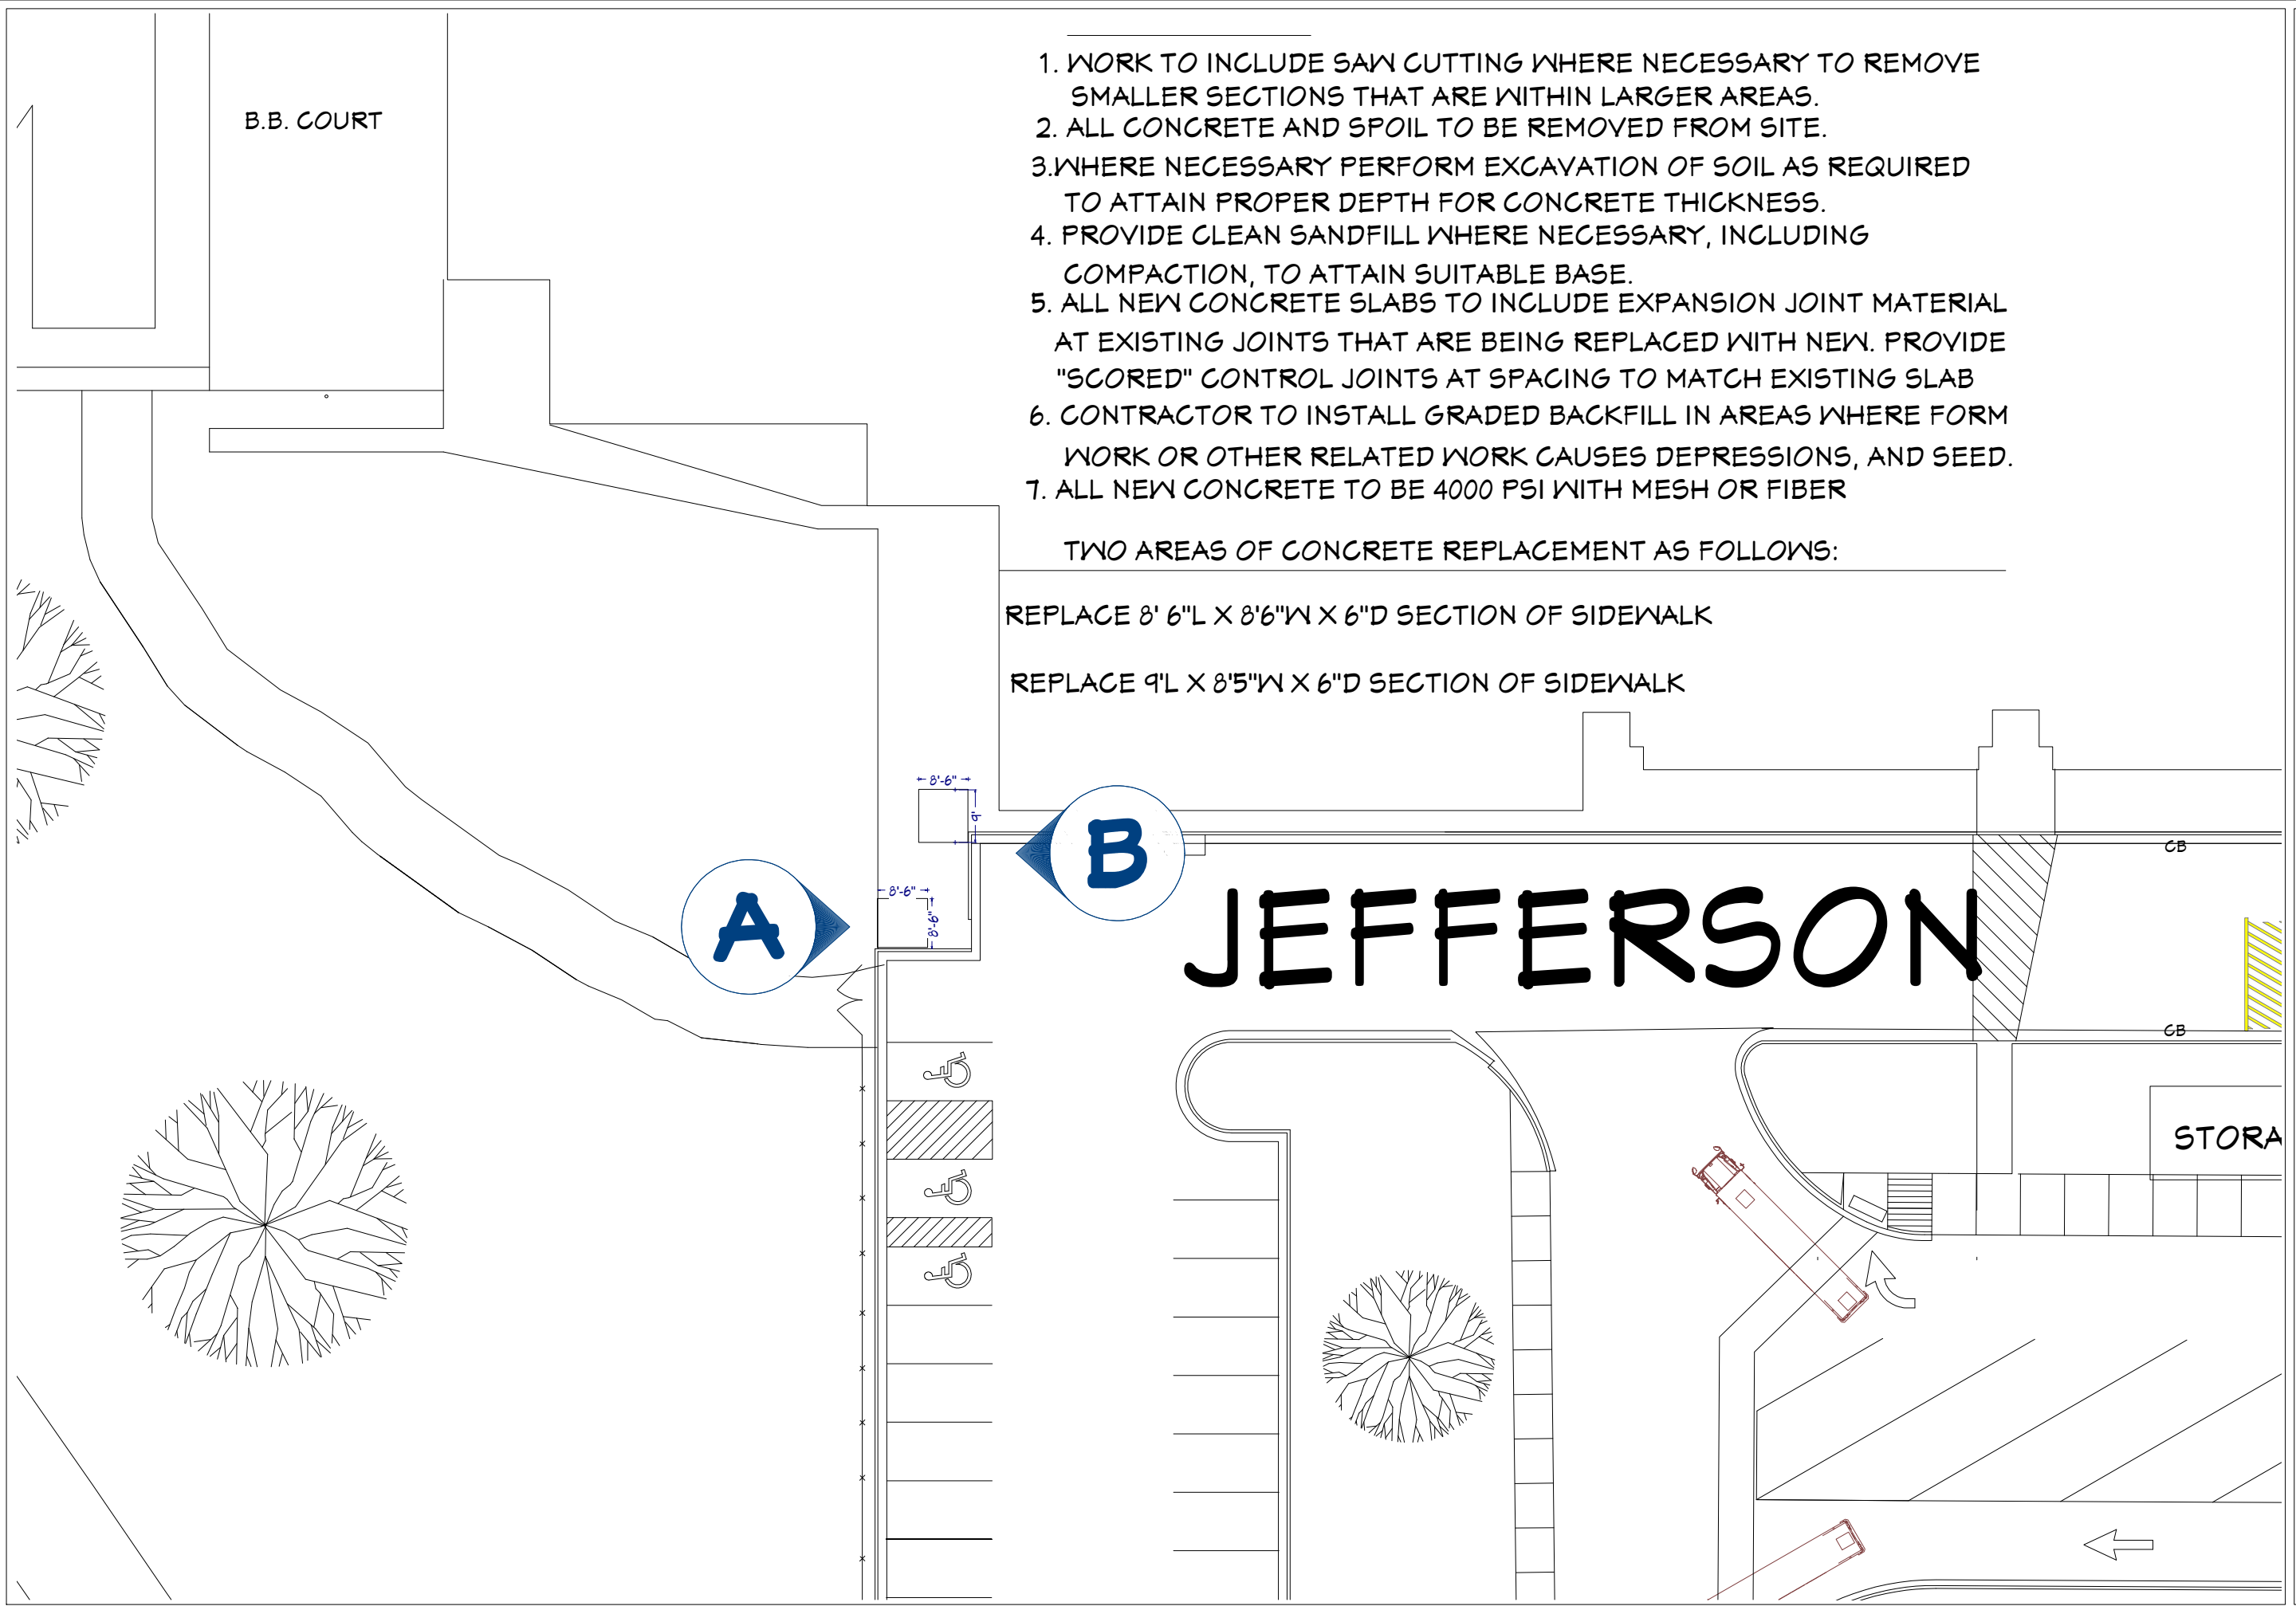 1. WORK TO INCLUDE SAW CUTTING WHERE NECESSARY TO REMOVE
SMALLER SECTIONS THAT ARE WITHIN LARGER AREAS.
2. ALL CONCRETE AND SPOIL TO BE REMOVED FROM SITE.
3.WHERE NECESSARY PERFORM EXCAVATION OF SOIL AS REQUIRED
TO ATTAIN PROPER DEPTH FOR CONCRETE THICKNESS.
4. PROVIDE CLEAN SANDFILL WHERE NECESSARY, INCLUDING
COMPACTION, TO ATTAIN SUITABLE BASE.
5. ALL NEW CONCRETE SLABS TO INCLUDE EXPANSION JOINT MATERIAL
AT EXISTING JOINTS THAT ARE BEING REPLACED WITH NEW. PROVIDE
"SCORED" CONTROL JOINTS AT SPACING TO MATCH EXISTING SLAB
6. CONTRACTOR TO INSTALL GRADED BACKFILL IN AREAS WHERE FORM
WORK OR OTHER RELATED WORK CAUSES DEPRESSIONS, AND SEED.
7. ALL NEW CONCRETE TO BE 4000 PSI WITH MESH OR FIBER
TWO AREAS OF CONCRETE REPLACEMENT AS FOLLOWS:
REPLACE 8' 6"L X 8'6"W X 6"D SECTION OF SIDEWALK
REPLACE 9'L X 8'5"W X 6"D SECTION OF SIDEWALK
B.B. COURT
8'-6"
9'
B
CB
8'-6"
8'-6"
A
JEFFERSON
CB
STORA